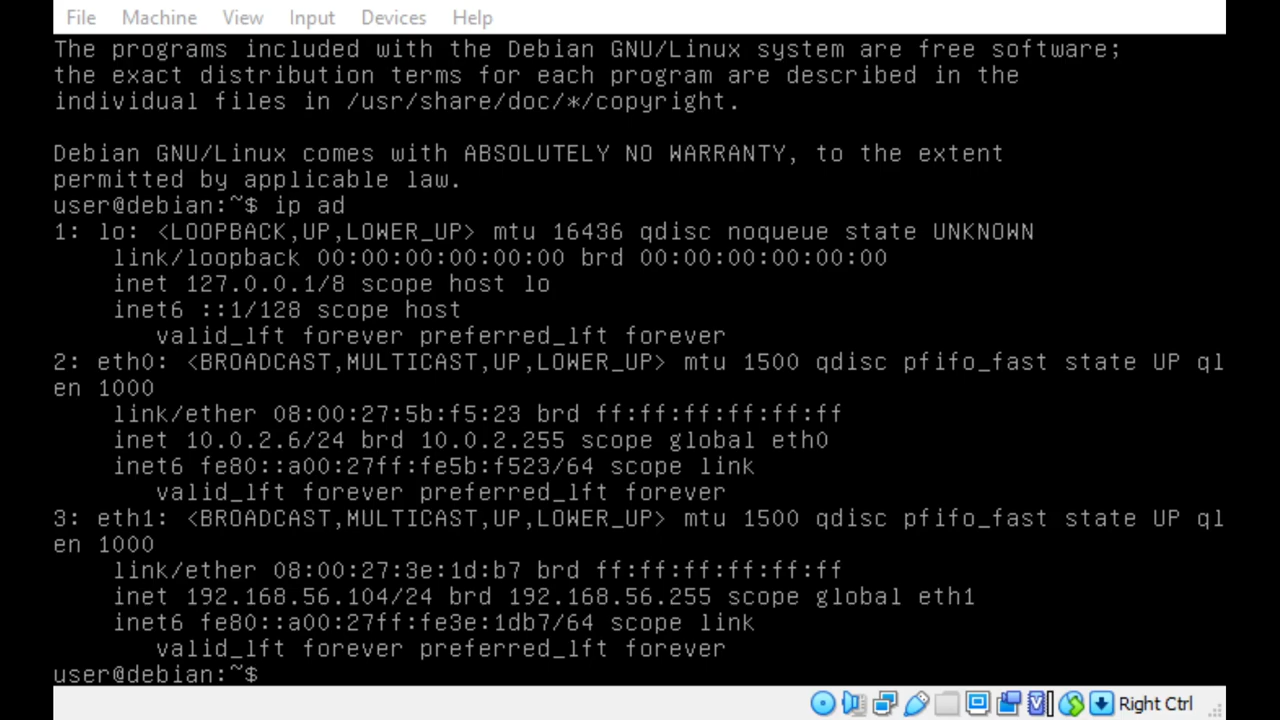 File Machine View Input Devices Help
The programs included with the Debian GNU/Linux system are free software;
the exact distribution terms for each program are described in the
individual files in /usr/share/doc/*/copyright.
Debian GNU/Linux comes with ABSOLUTELY NO WARRANTY, to the extent
permitted by applicable law.
user@debian:~$ ip ad
1: lo: <LOOPBACK,UP,LOWER_UP> mtu 16436 qdisc noqueue state UNKNOWN
link/loopback 00:00:00:00:00:00 brd 00:00:00:00:00:00
inet 127.0.0.1/8 scope host lo
inet6 ::1/128 scope host
valid_lft forever preferred_lft forever
2: eth0: <BROADCAST,MULTICAST,UP,LOWER_UP> mtu 1500 qdisc pfifo_fast state UP ql
en 1000
link/ether 08:00:27:5b:f5:23 brd ff:ff:ff:ff:ff:ff
inet 10.0.2.6/24 brd 10.0.2.255 scope global eth0
inet6 fe80::a00:27ff:fe5b:f523/64 scope link
valid_lft forever preferred_lft forever
3: eth1: <BROADCAST,MULTICAST,UP,LOWER_UP> mtu 1500 qdisc pfifo_fast state UP ql
en 1000
link/ether 08:00:27:3e:1d:b7 brd ff:ff:ff:ff:ff:ff
inet 192.168.56.104/24 brd 192.168.56.255 scope global eth1
inet6 fe80::a00:27ff:fe3e:1db7/64 scope link
valid_lft forever preferred_lft forever
user@debian:~$
Right Ctrl